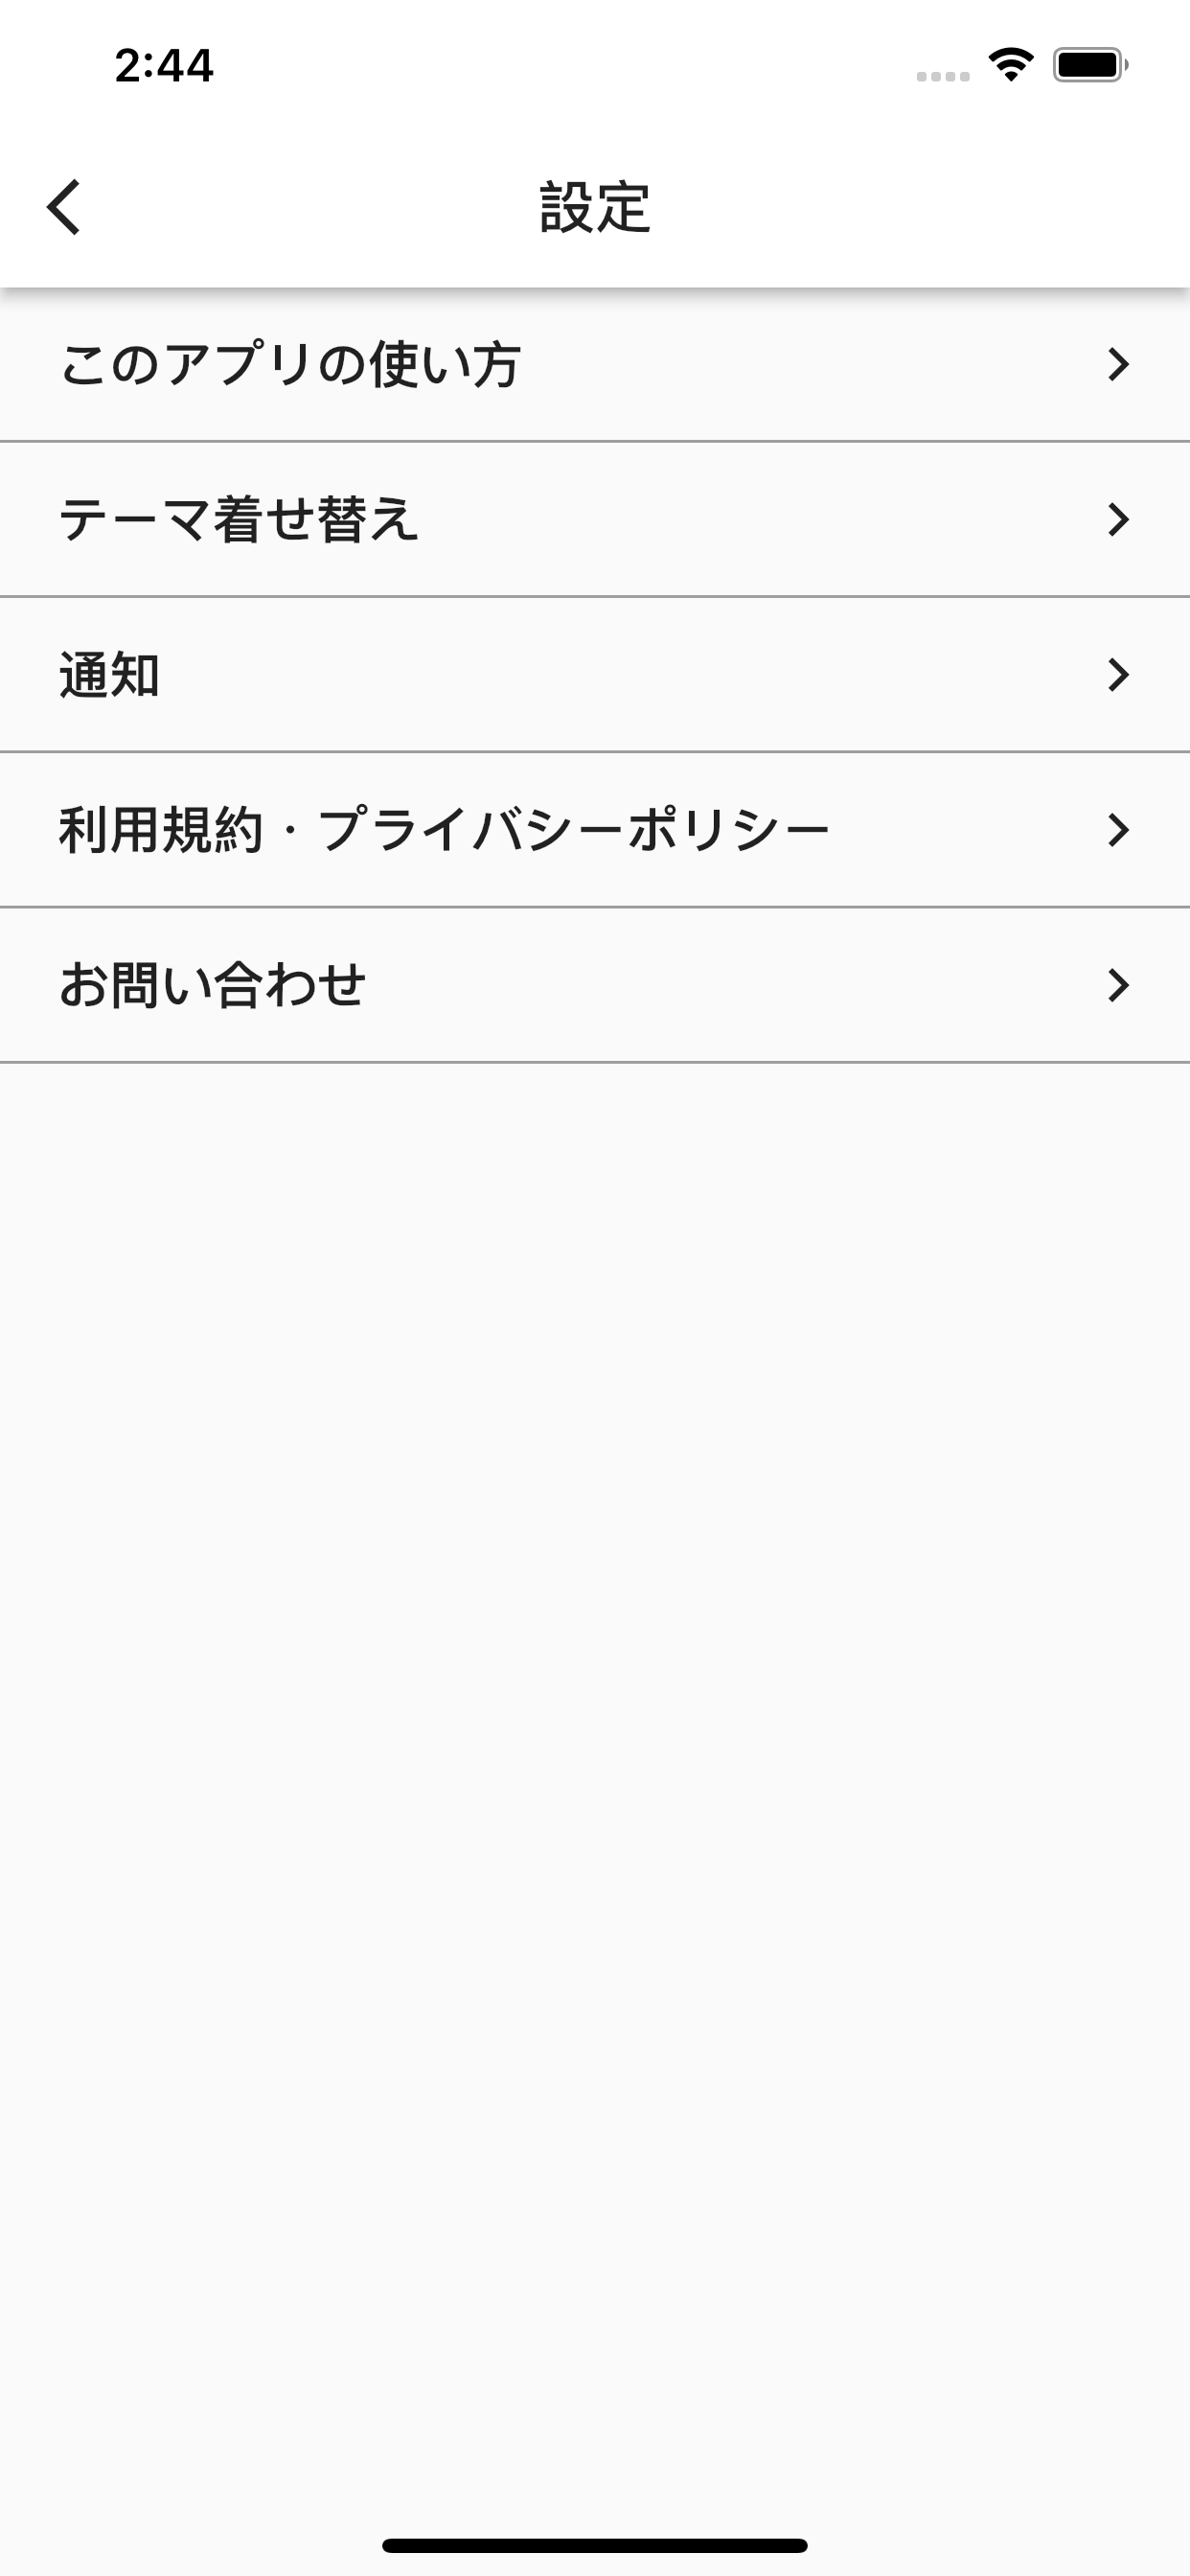 2:44
設定
このアプリの使い方
テーマ着せ替え
通知
利用規約・プライバシーポリシー
お問い合わせ